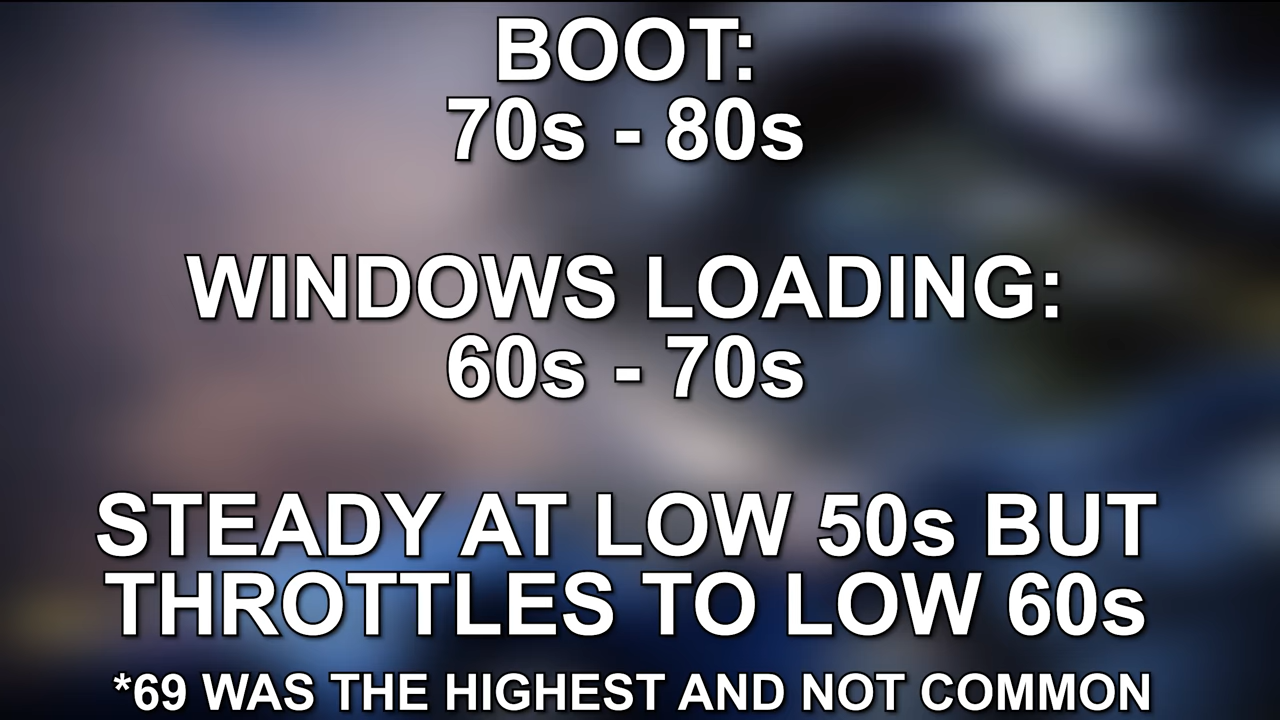 BOOT:
70s - 80s
WINDOWS LOADING:
60s - 70s
STEADY AT LOW 50s BUT
THROTTLES TO LOW 60s
*69 WAS THE HIGHEST AND NOT COMMON